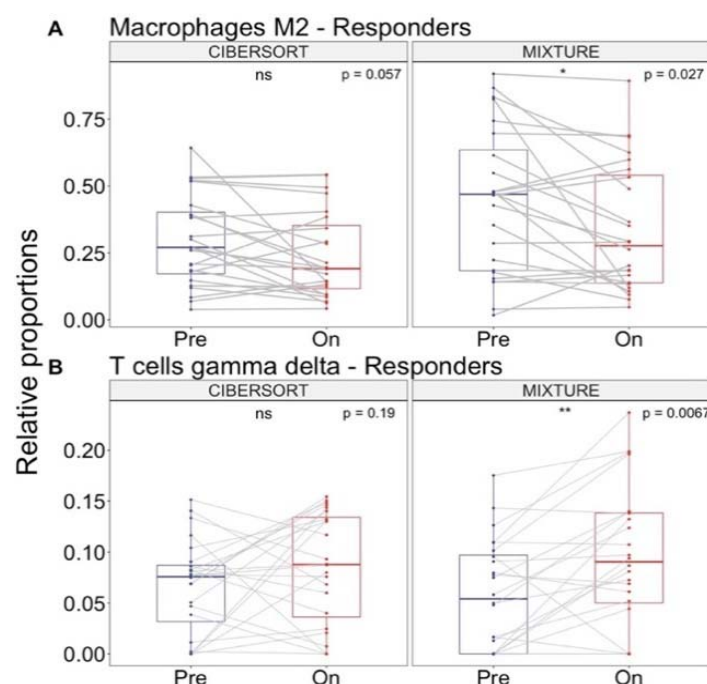 A Macrophages M2 - Responders
CIBERSORT MIXTURE
ns p = 0.057 * p = 0.027
0.75
0.50
0.25
0.00
Pre On Pre On
Relative proportions
B T cells gamma delta - Responders
CIBERSORT MIXTURE
ns p = 0.19 ** p = 0.0067
0.20
0.15
0.10
0.05
0.00
Pre On Pre On